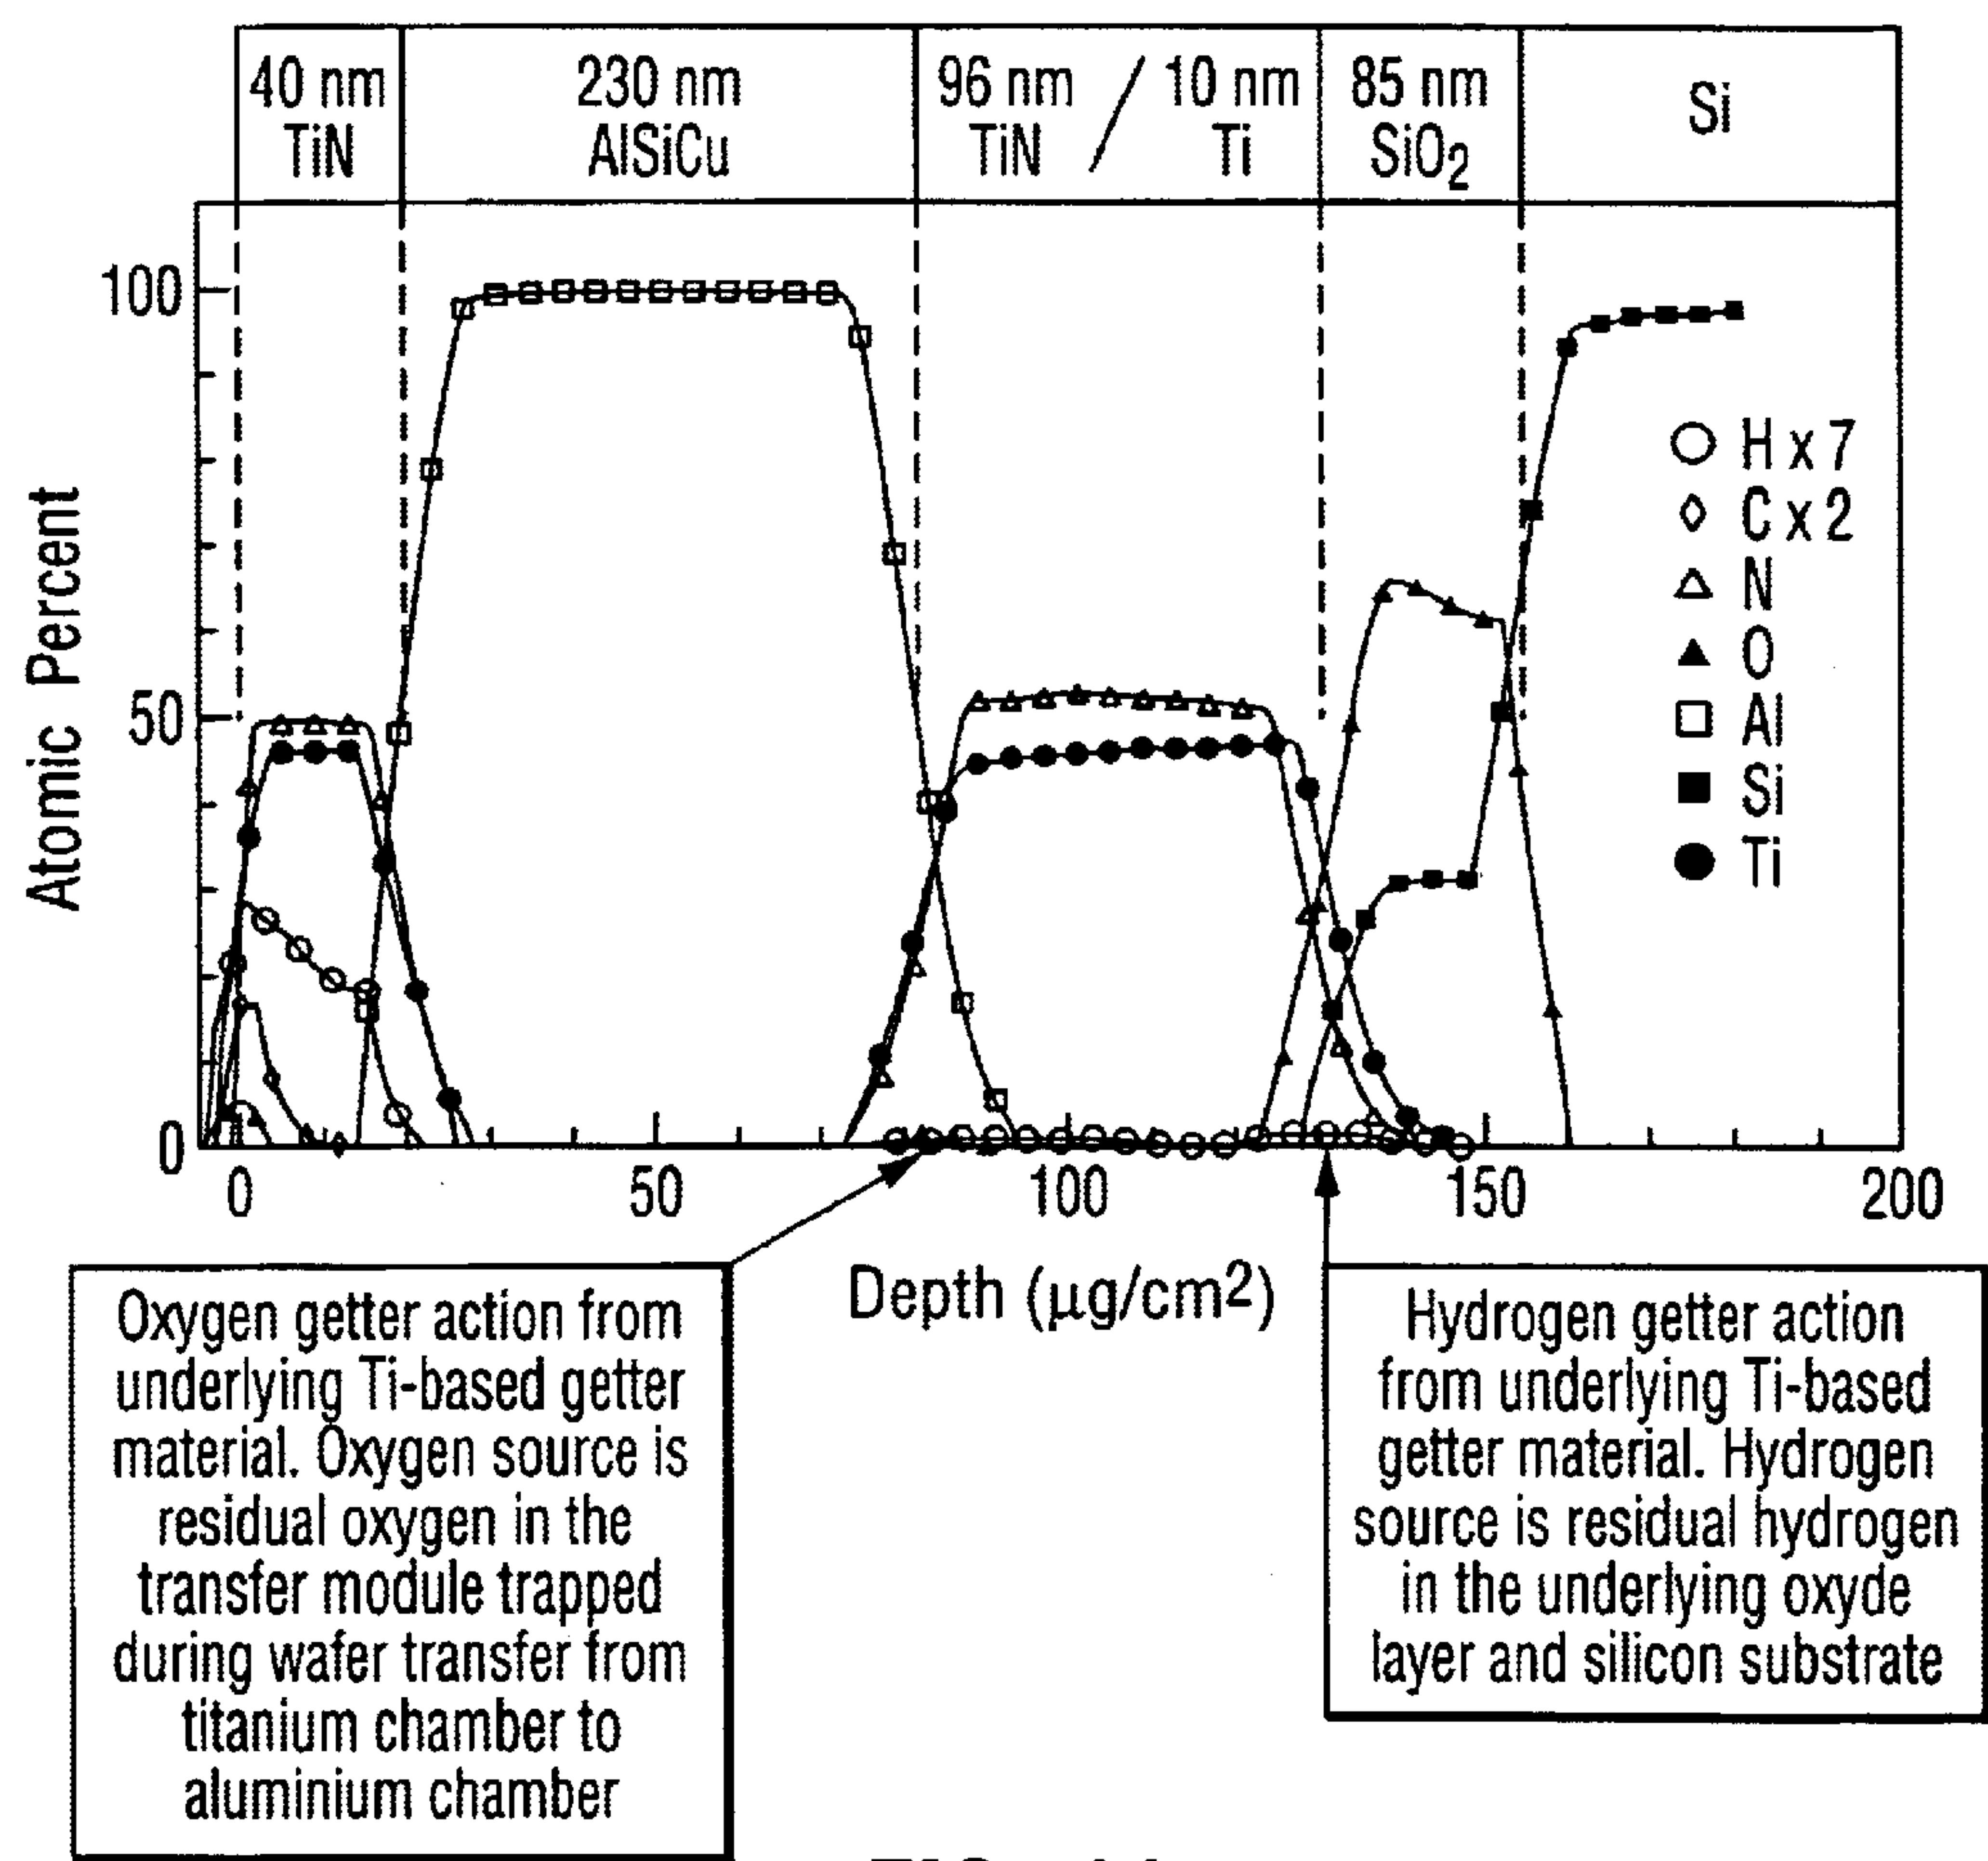 40 nm TiN
230 nm AlSiCu
96 nm TiN / 10 nm Ti
85 nm SiO2
Si
100
50
0
Atomic Percent
H x 7
C x 2
N
O
Al
Si
Ti
0 50 100 150 200
Depth (µg/cm2)
Oxygen getter action from
underlying Ti-based getter
material. Oxygen source is
residual oxygen in the
transfer module trapped
during wafer transfer from
titanium chamber to
aluminium chamber
Hydrogen getter action
from underlying Ti-based
getter material. Hydrogen
source is residual hydrogen
in the underlying oxyde
layer and silicon substrate